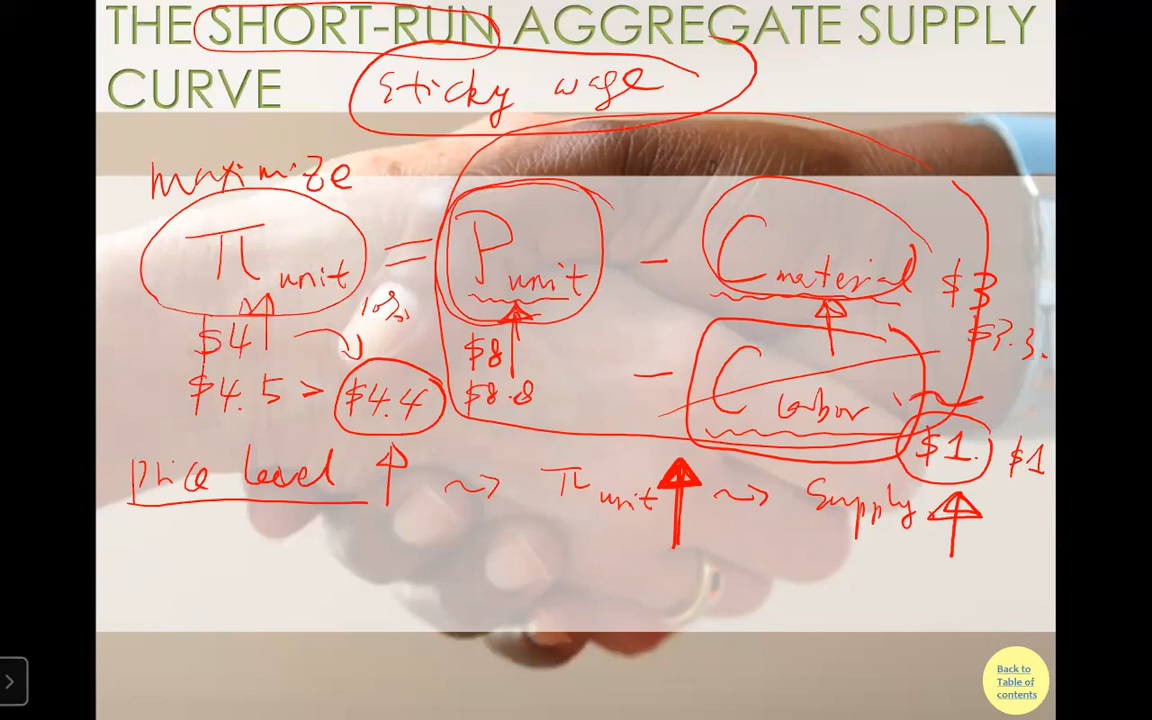 THE SHORT-RUN AGGREGATE SUPPLY
CURVE
sticky wage
maximize
π unit = P unit - C material $3
10%
$4 $8 $3.3.
$4.5 > $4.4 $8.8 - C labor $1. $1
Price level ↑ ⇝ π unit ↑ ⇝ Supply ↑
Back to
Table of
contents